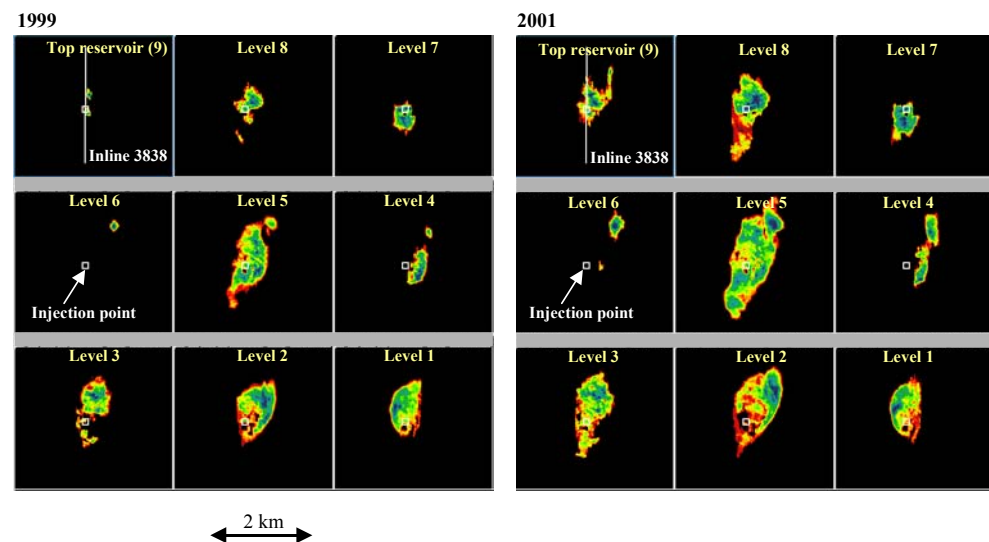 1999
Top reservoir (9)
Level 8
Level 7
Inline 3838
Level 6
Level 5
Level 4
Injection point
Level 3
Level 2
Level 1
2001
Top reservoir (9)
Level 8
Level 7
Inline 3838
Level 6
Level 5
Level 4
Injection point
Level 3
Level 2
Level 1
2 km